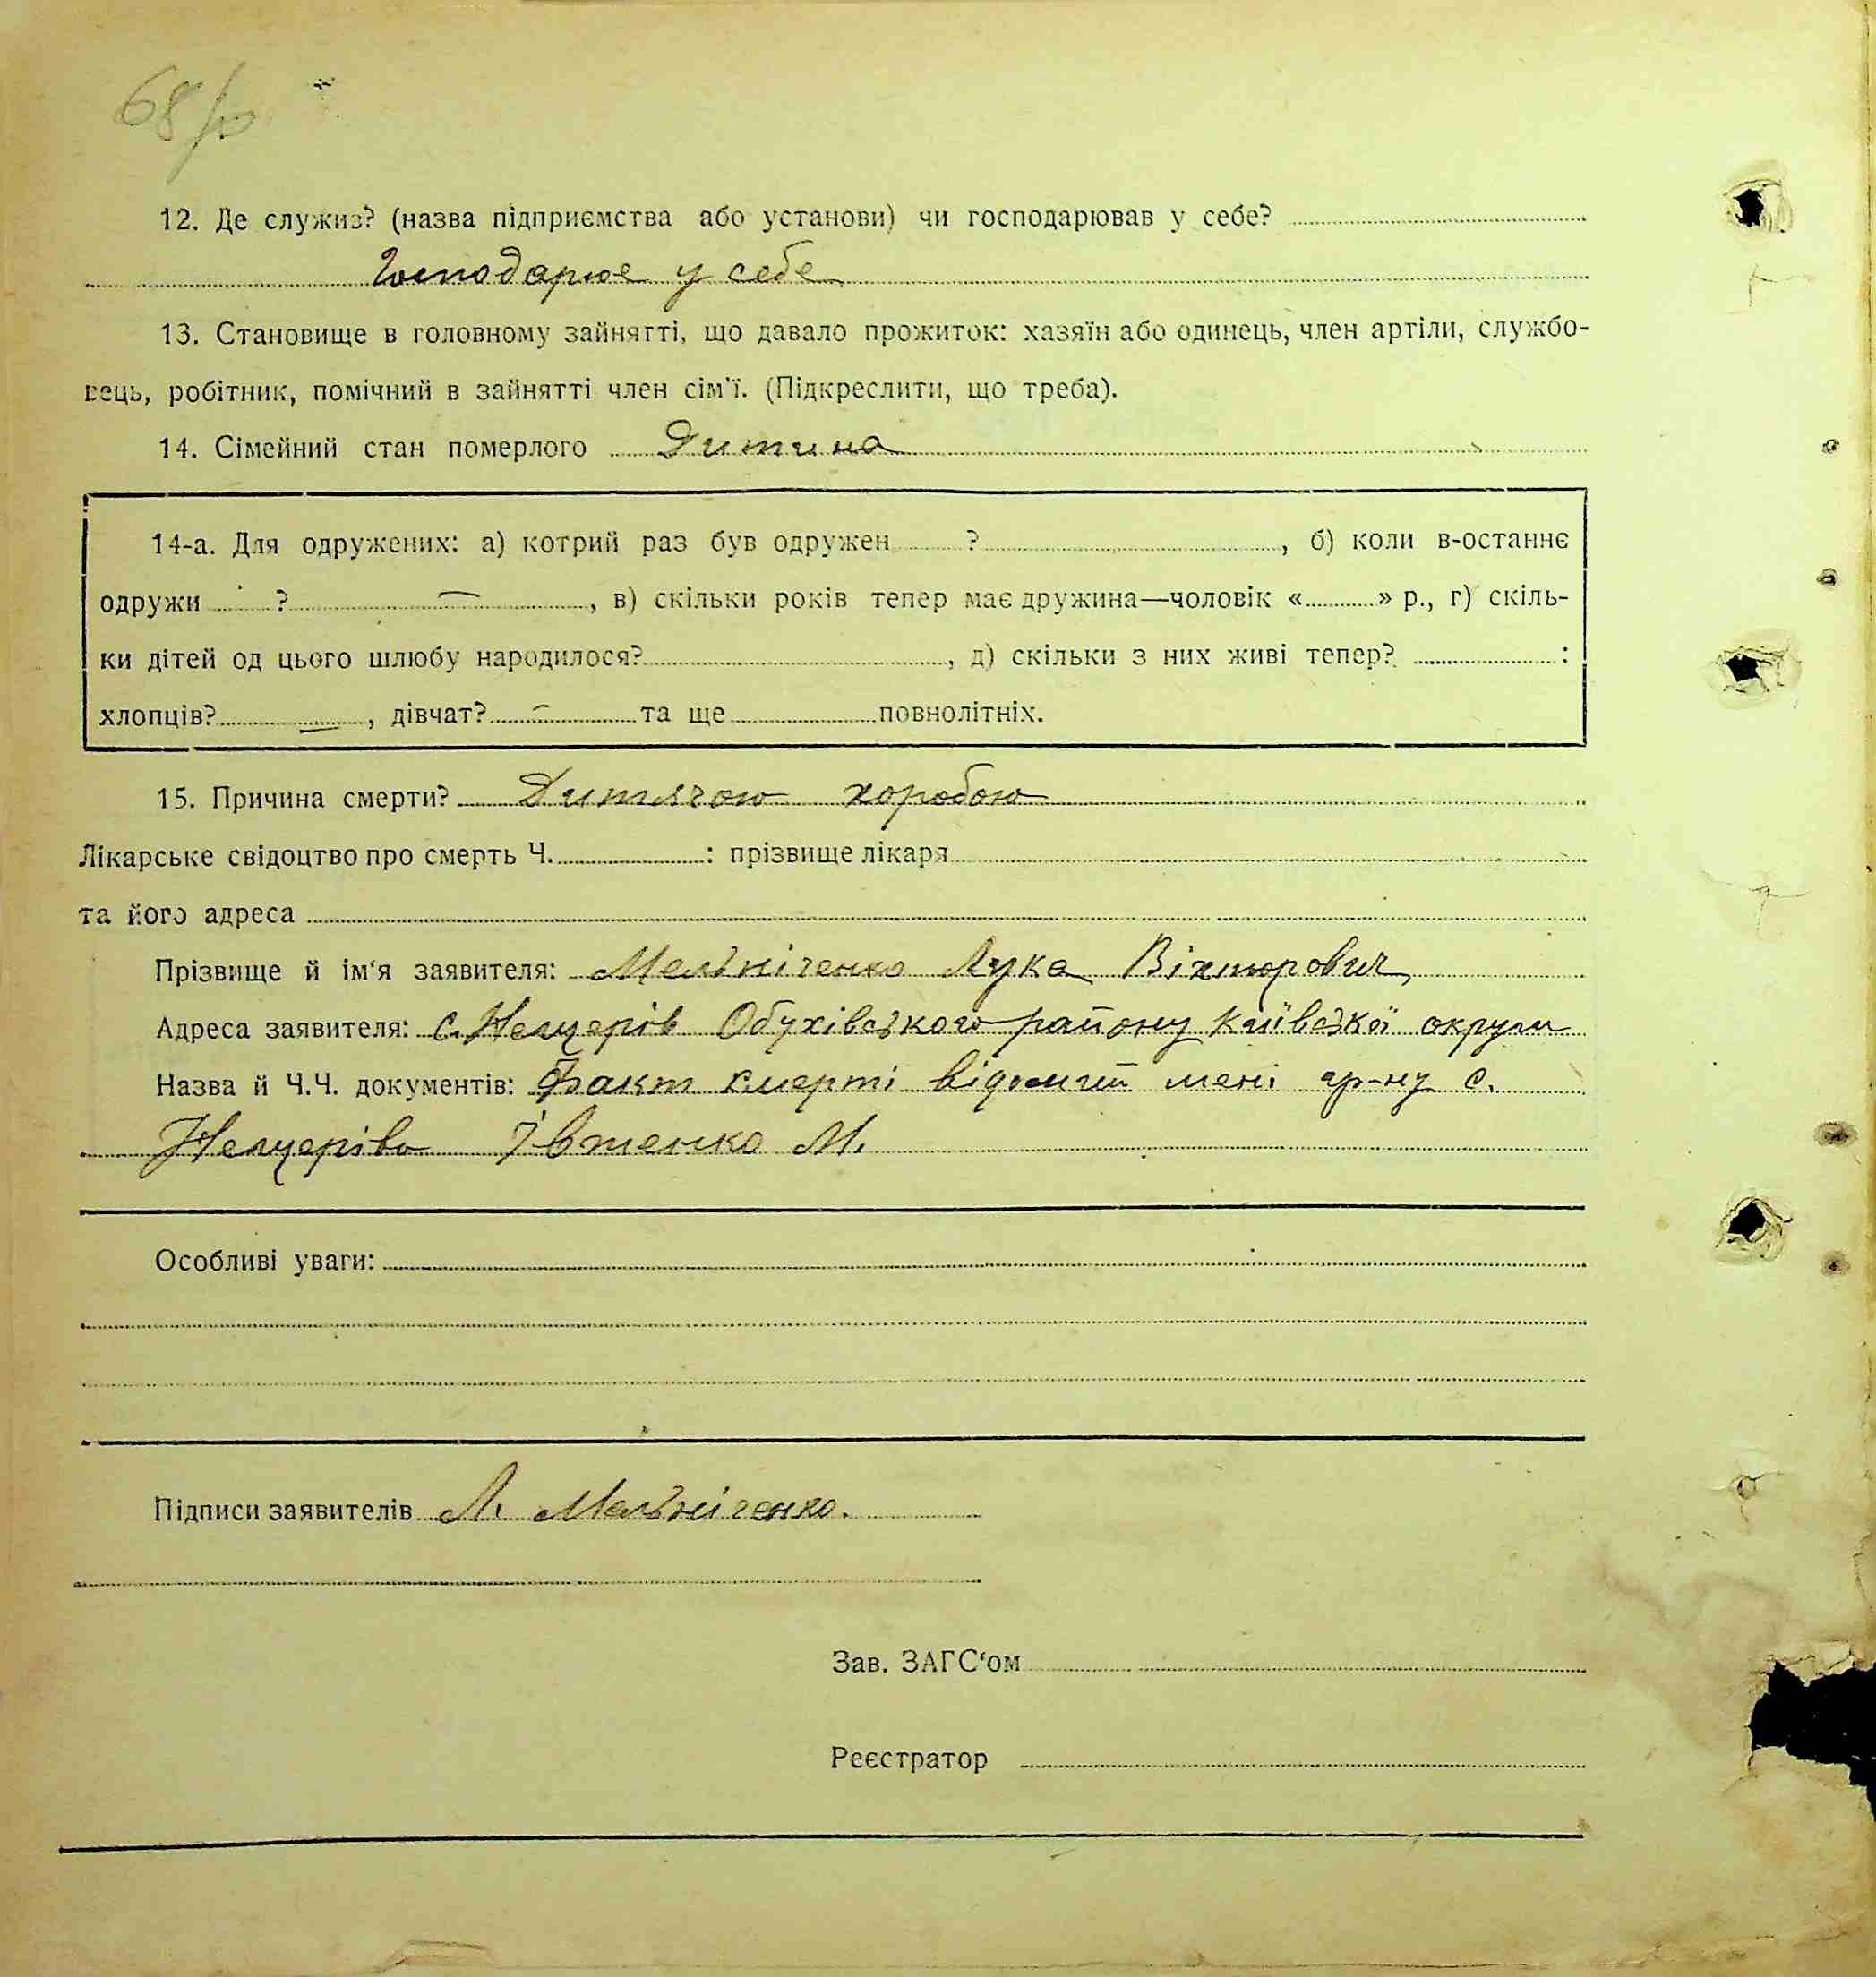 68
12. Де служив? (назва підприємства або установи) чи господарював у себе?
Господарює у себе
13. Становище в головному зайнятті, що давало прожиток: хазяїн або одинець, член артіли, службо-
вець, робітник, помічний в зайнятті член сім'ї. (Підкреслити, що треба).
14. Сімейний стан померлого Дитина
14-а. Для одружених: а) котрий раз був одружен ?, б) коли в-останнє
одружи ? —, в) скільки років тепер має дружина—чоловік « » р., г) скіль-
ки дітей од цього шлюбу народилося?, д) скільки з них живі тепер? :
хлопців? —, дівчат? — та ще повнолітніх.
15. Причина смерти? Дитячою хоробою
Лікарське свідоцтво про смерть Ч. : прізвище лікаря
та його адреса
Прізвище й ім'я заявителя: Мельніченко Лука Вікторович
Адреса заявителя: с. Нещерів Обухівського району Київської округи
Назва й Ч.Ч. документів: Факт смерті відомий мені гр-ну с.
Нещерів Івтенко М.
Особливі уваги:
Підписи заявителів Л. Мельніченко.
Зав. ЗАГС'ом
Реєстратор